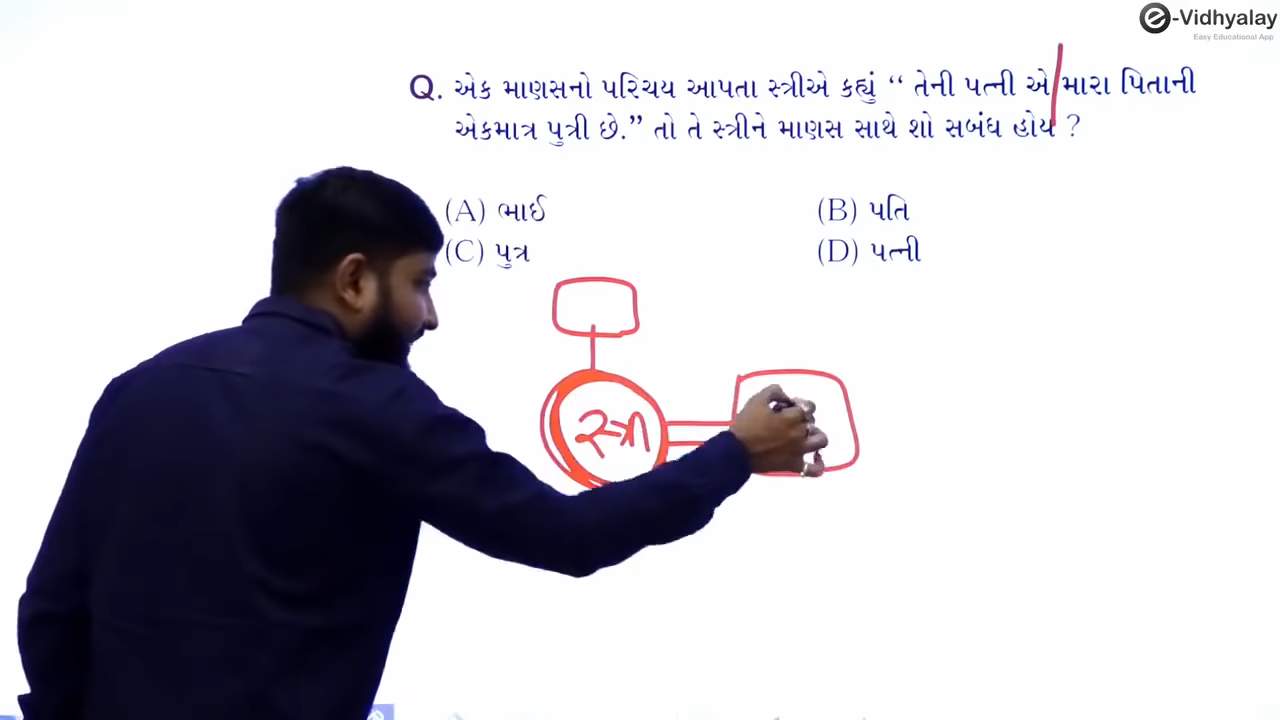 e-Vidhyalay
Easy Educational App
Q. એક માણસનો પરિચય આપતા સ્ત્રીએ કહ્યું “ તેની પત્ની એ મારા પિતાની
એકમાત્ર પુત્રી છે.” તો તે સ્ત્રીને માણસ સાથે શો સબંધ હોય ?
(A) ભાઈ (B) પતિ
(C) પુત્ર (D) પત્ની
સ્ત્રી